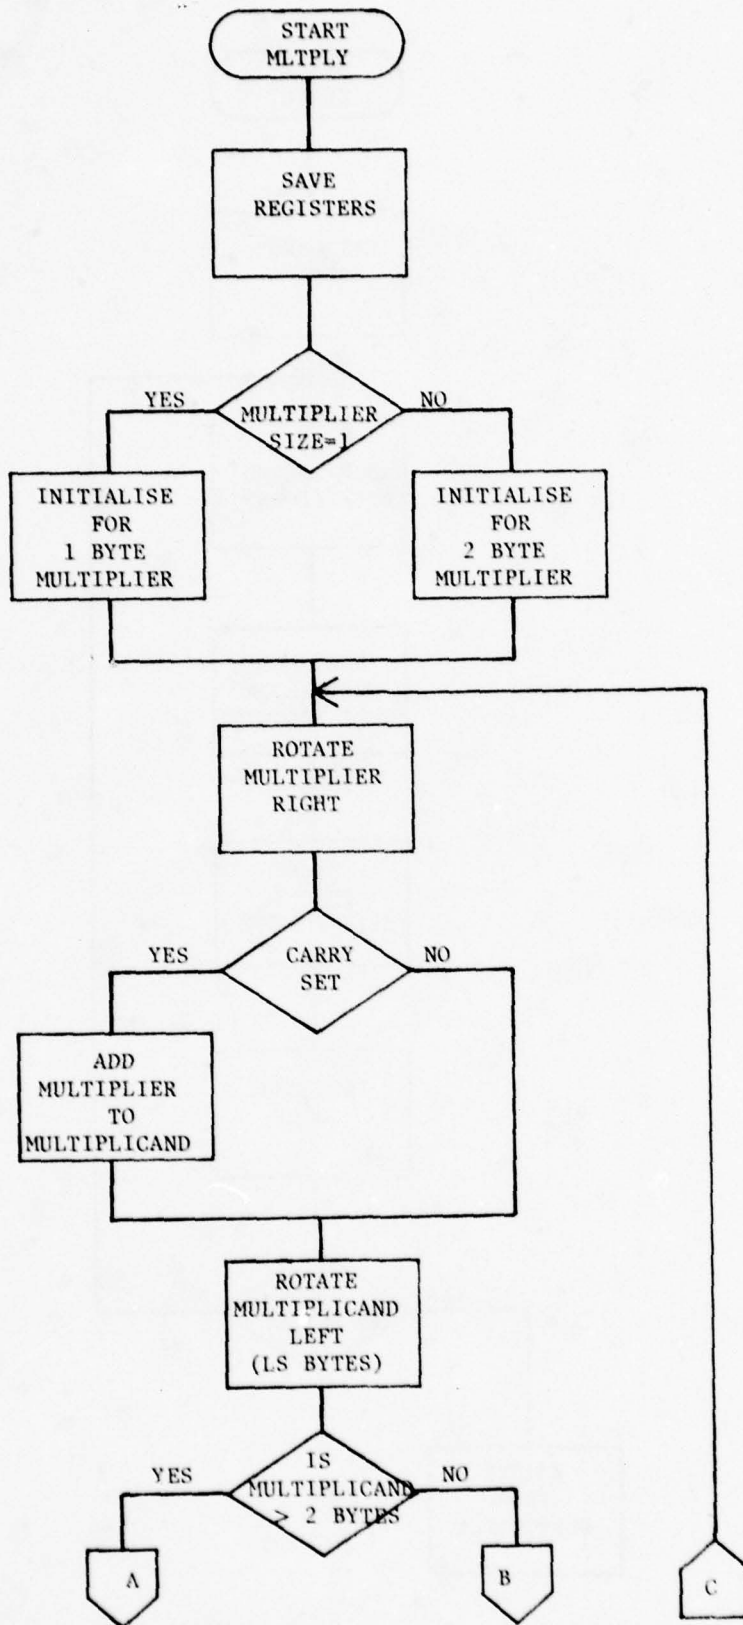 START
MLTPLY
SAVE
REGISTERS
YES
MULTIPLIER
SIZE=1
NO
INITIALISE
FOR
1 BYTE
MULTIPLIER
INITIALISE
FOR
2 BYTE
MULTIPLIER
ROTATE
MULTIPLIER
RIGHT
YES
CARRY
SET
NO
ADD
MULTIPLIER
TO
MULTIPLICAND
ROTATE
MULTIPLICAND
LEFT
(LS BYTES)
YES
IS
MULTIPLICAND
> 2 BYTES
NO
A
B
C